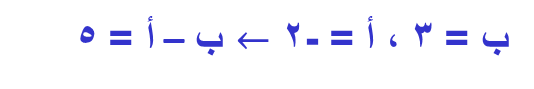 ب = ٣ ، أ = -٢ ← ب – أ = ٥